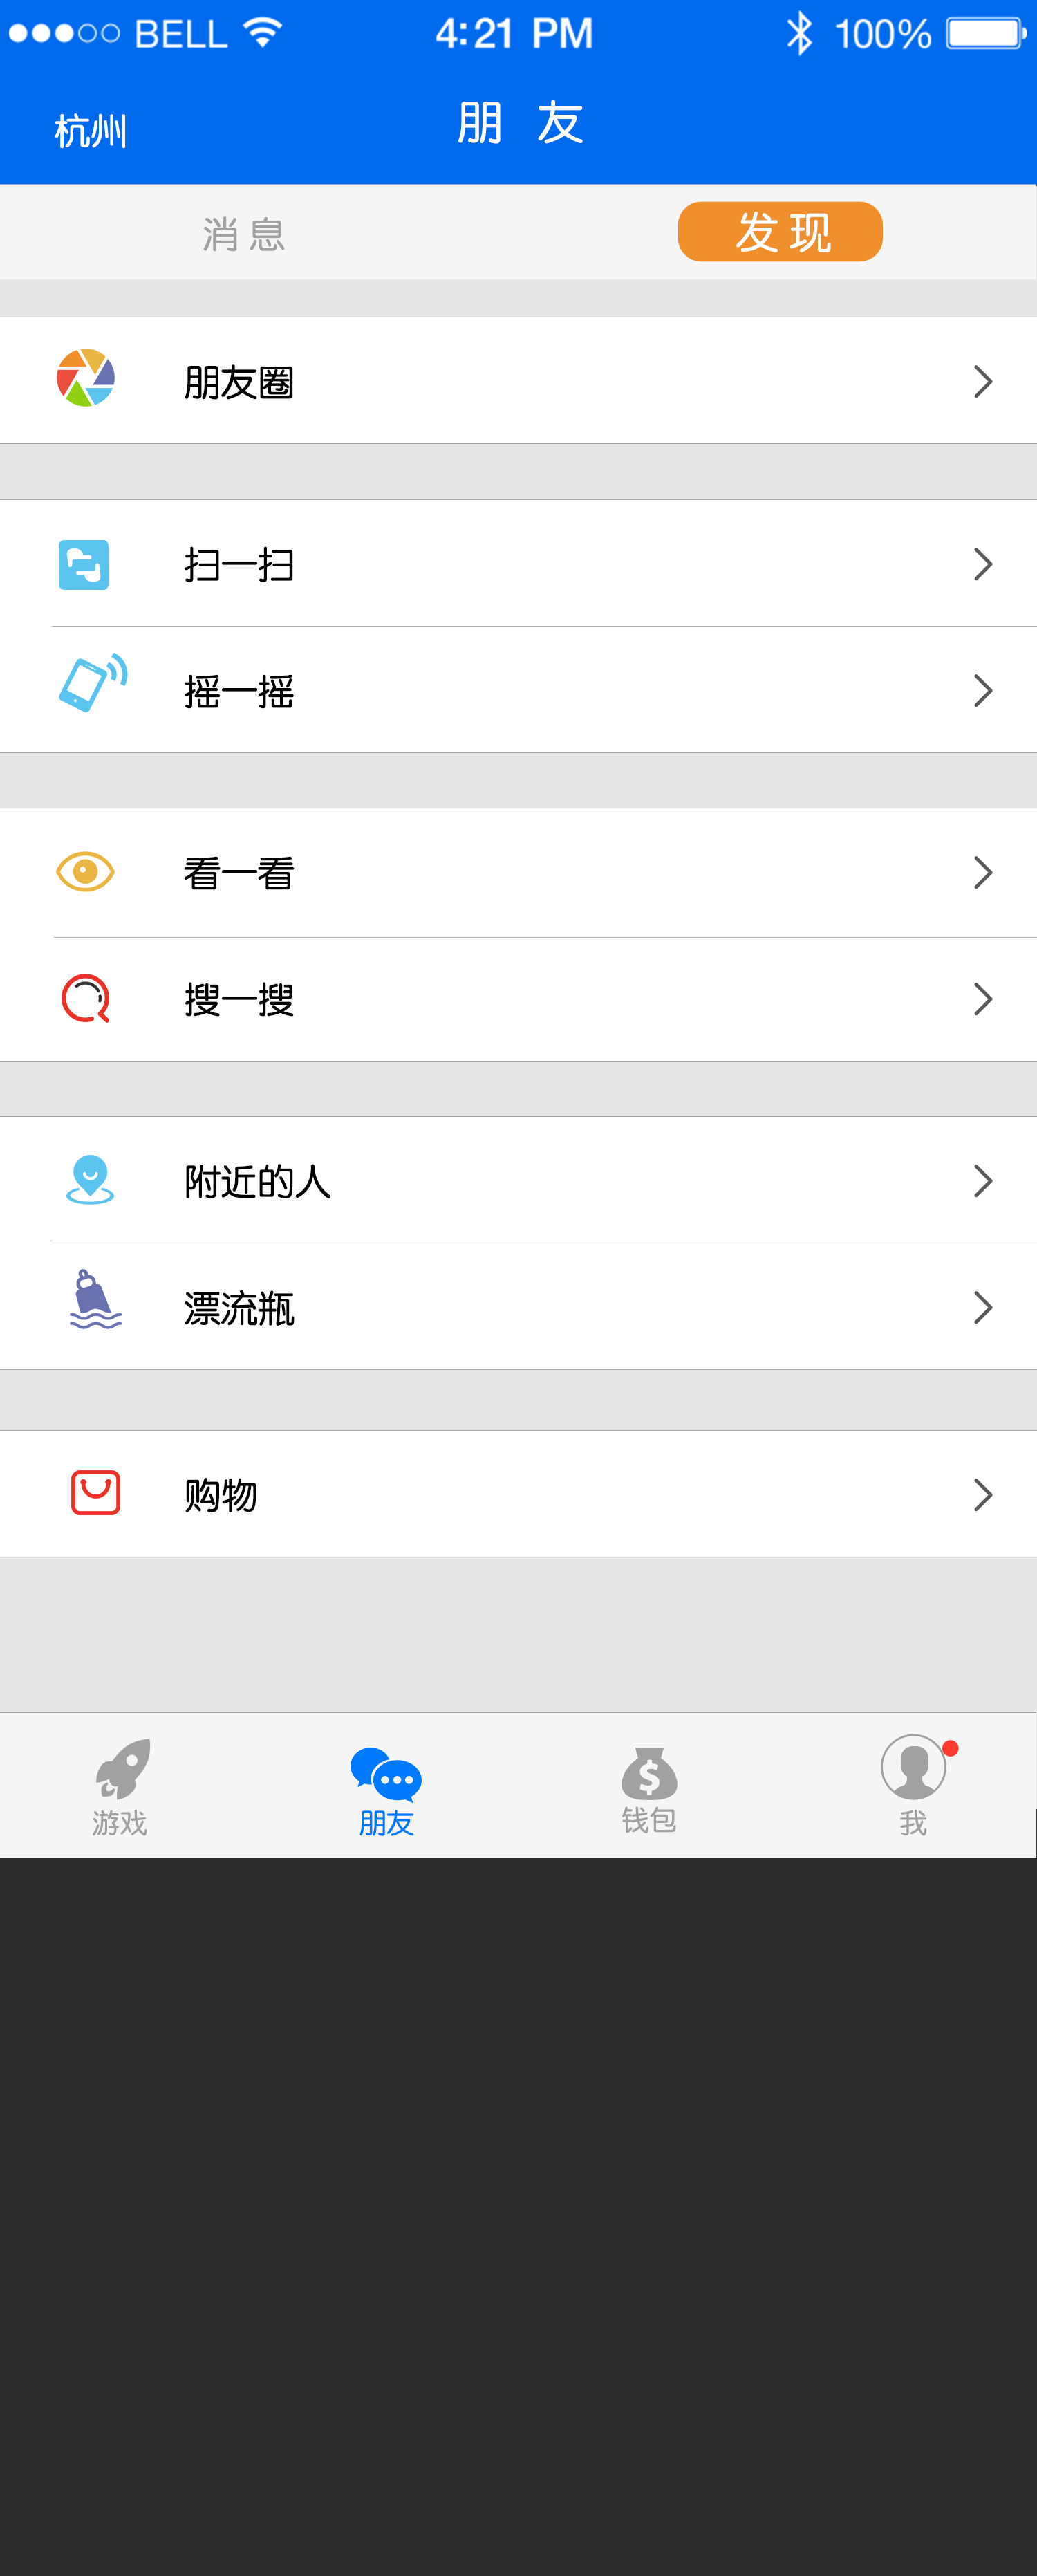 BELL 4:21 PM 100%
杭州 朋 友
消息 发现
朋友圈
扫一扫
摇一摇
看一看
搜一搜
附近的人
漂流瓶
购物
游戏 朋友 钱包 我